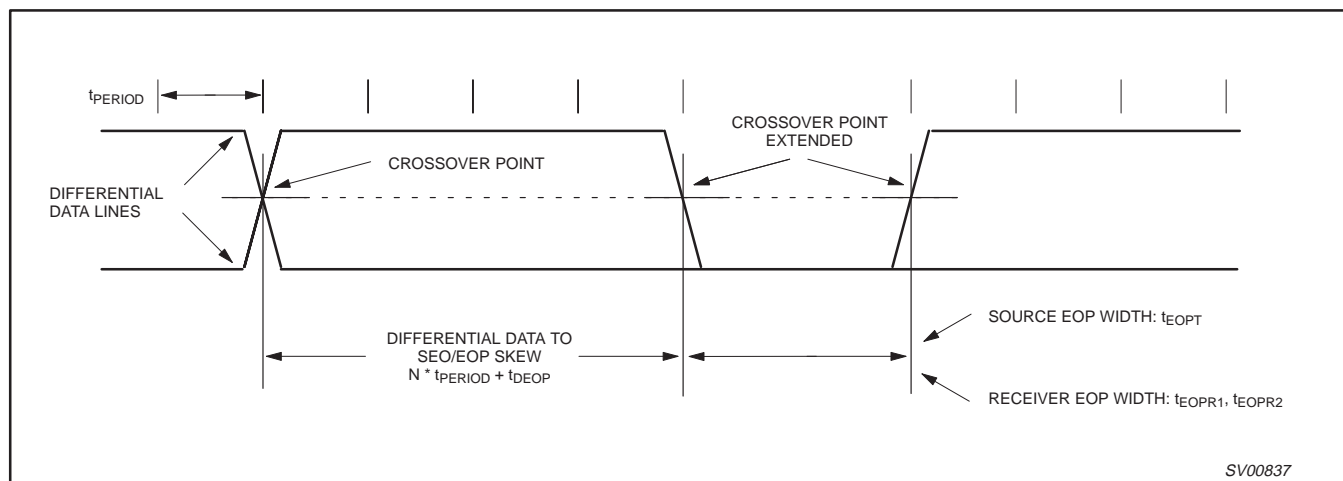 tPERIOD
CROSSOVER POINT
EXTENDED
CROSSOVER POINT
DIFFERENTIAL
DATA LINES
DIFFERENTIAL DATA TO
SEO/EOP SKEW
N * tPERIOD + tDEOP
SOURCE EOP WIDTH: tEOPT
RECEIVER EOP WIDTH: tEOPR1, tEOPR2
SV00837